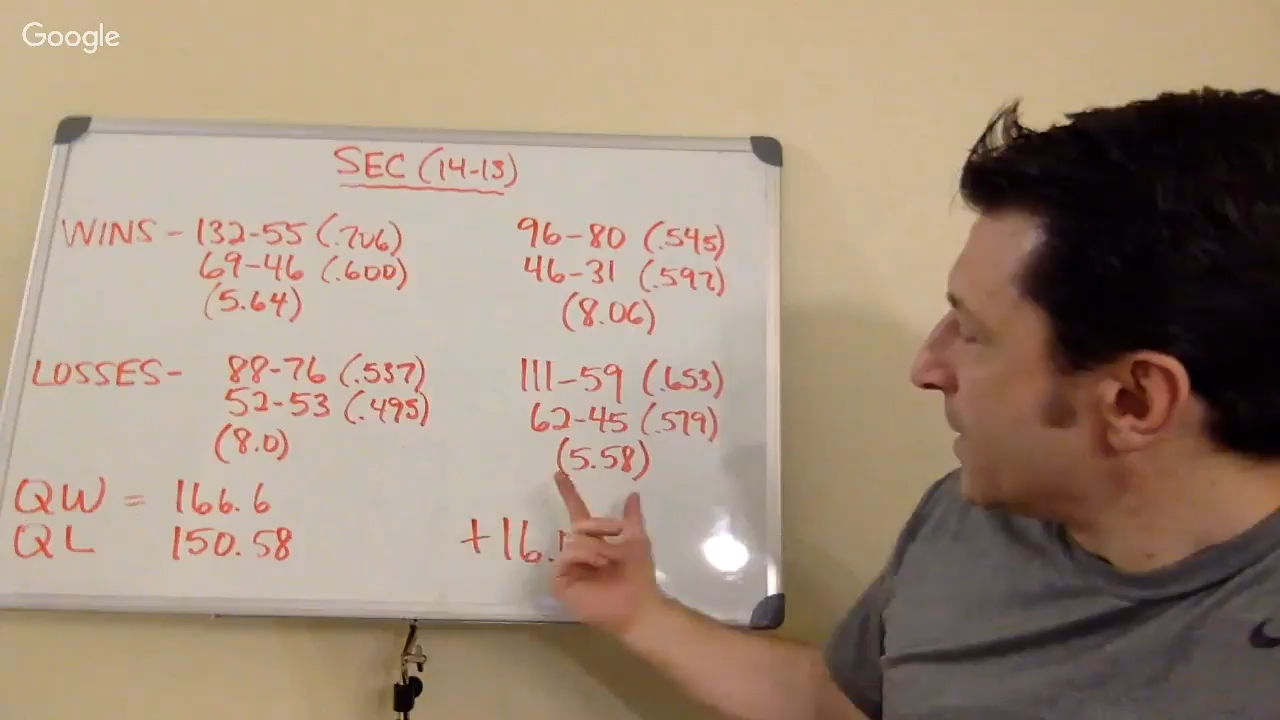 Google
SEC (14-13)
WINS - 132-55 (.706)
69-46 (.600)
(5.64)
96-80 (.545)
46-31 (.597)
(8.06)
LOSSES - 88-76 (.537)
52-53 (.495)
(8.0)
111-59 (.653)
62-45 (.579)
(5.58)
QW = 166.6
QL 150.58
+16.